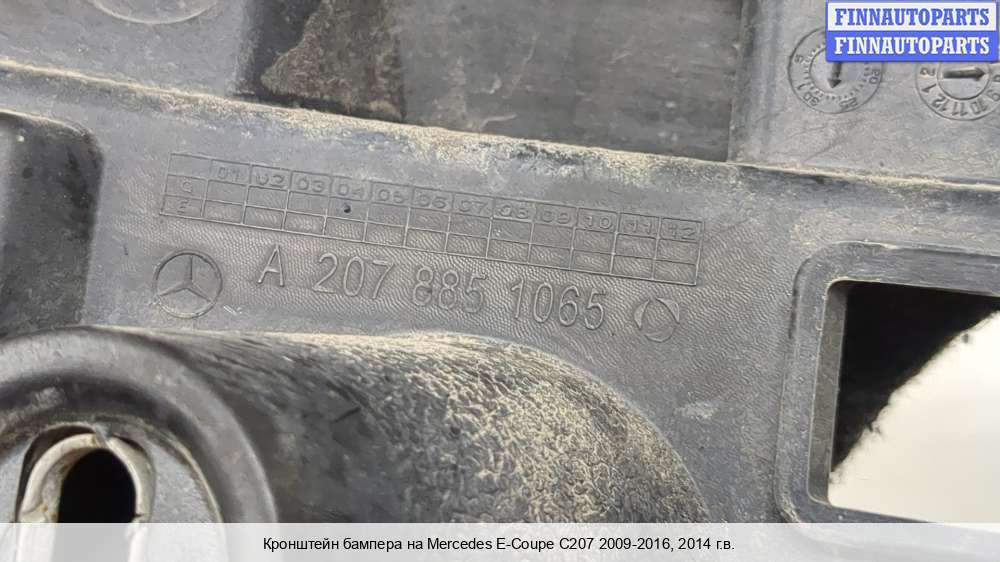 FINNAUTOPARTS
FINNAUTOPARTS
01 02 03 04 05 06 07 08 09 10 11 12
A 207 885 1065
Кронштейн бампера на Mercedes E-Coupe C207 2009-2016, 2014 г.в.